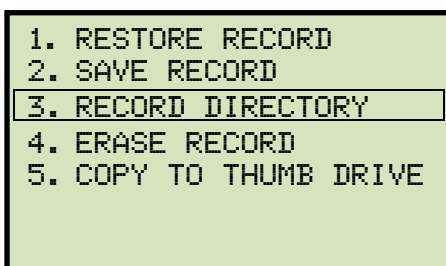 1. RESTORE RECORD
2. SAVE RECORD
3. RECORD DIRECTORY
4. ERASE RECORD
5. COPY TO THUMB DRIVE